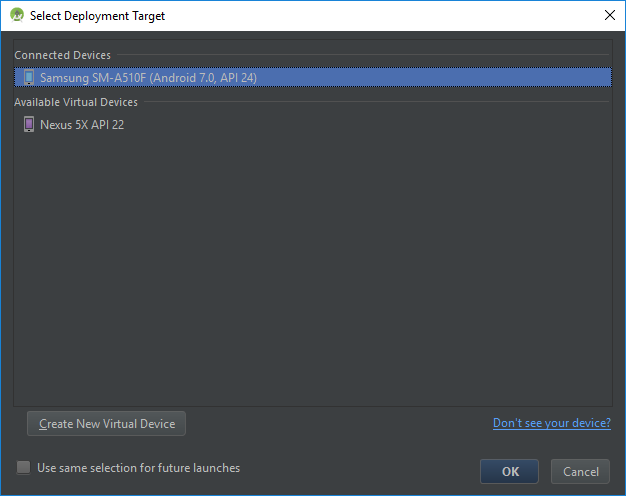 Select Deployment Target
Connected Devices
Samsung SM-A510F (Android 7.0, API 24)
Available Virtual Devices
Nexus 5X API 22
Create New Virtual Device
Don't see your device?
Use same selection for future launches
OK
Cancel